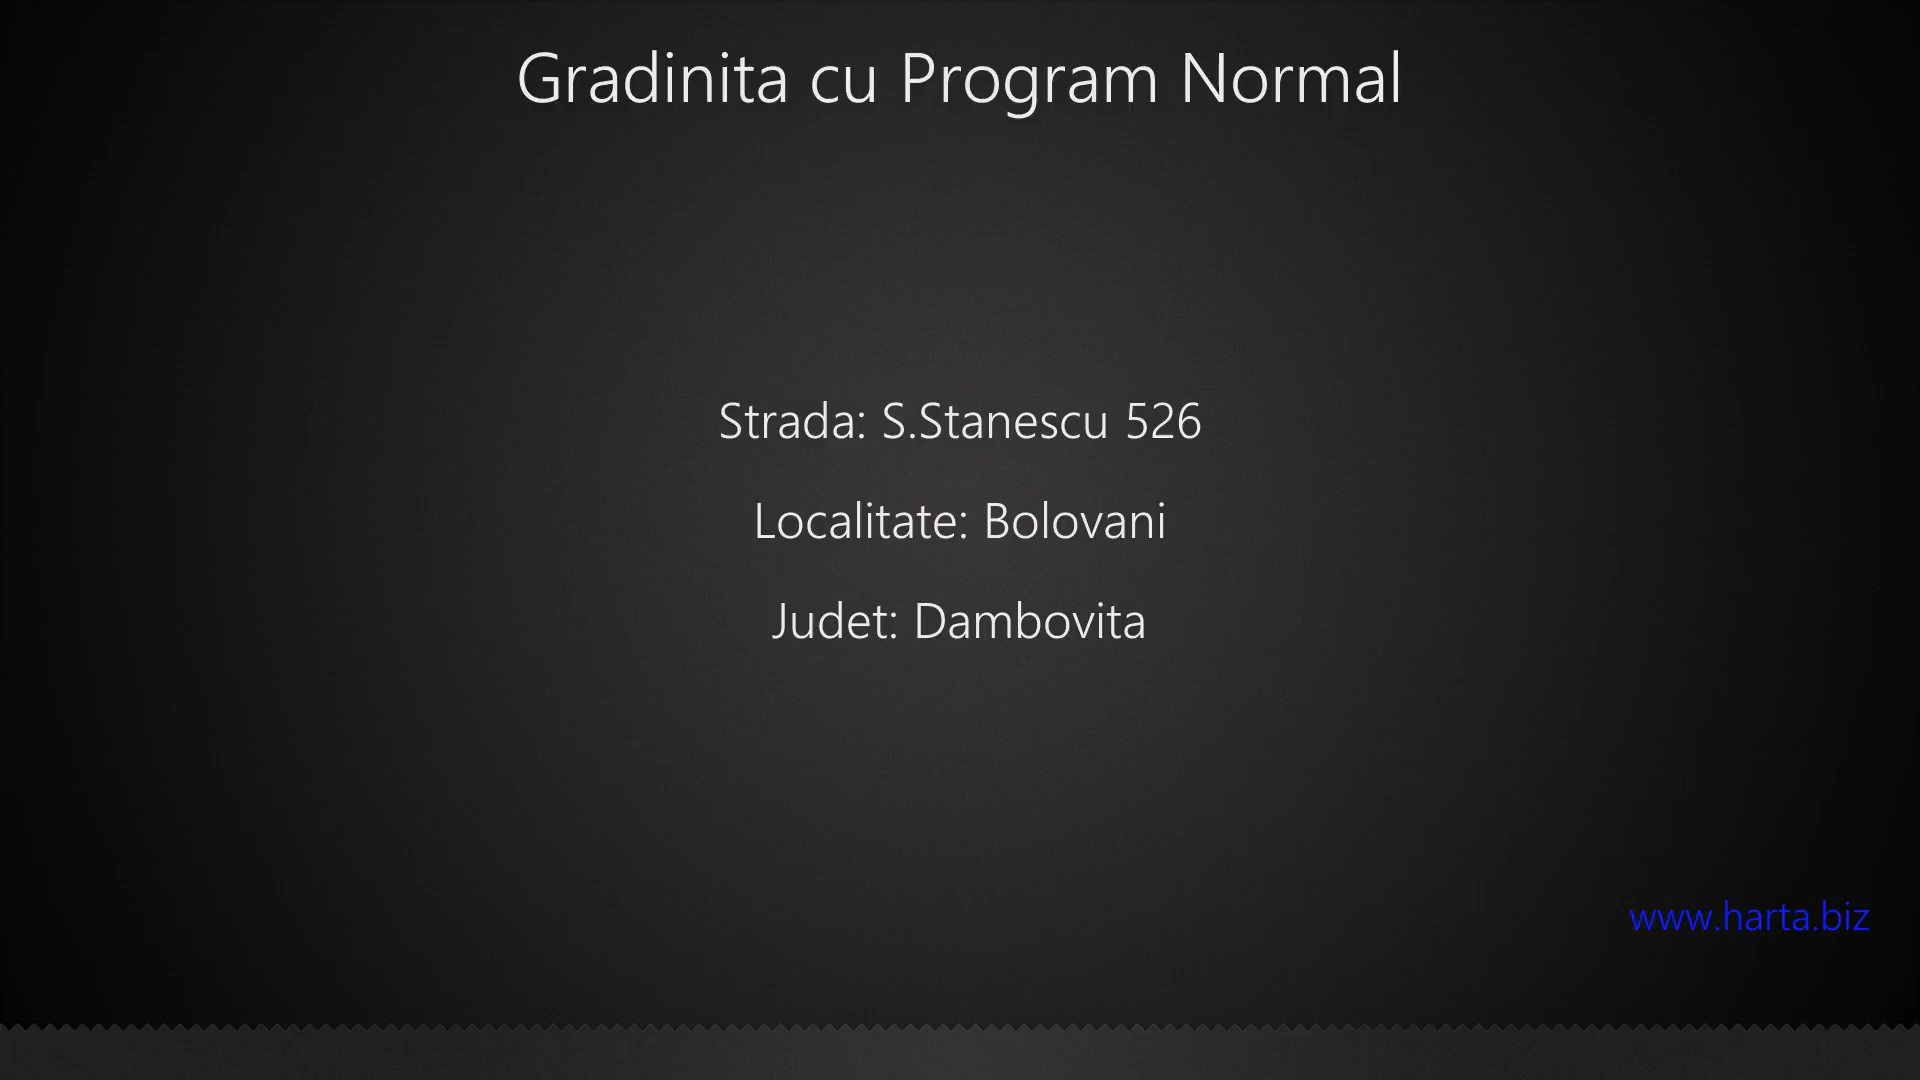 Gradinita cu Program Normal
Strada: S.Stanescu 526
Localitate: Bolovani
Judet: Dambovita
www.harta.biz